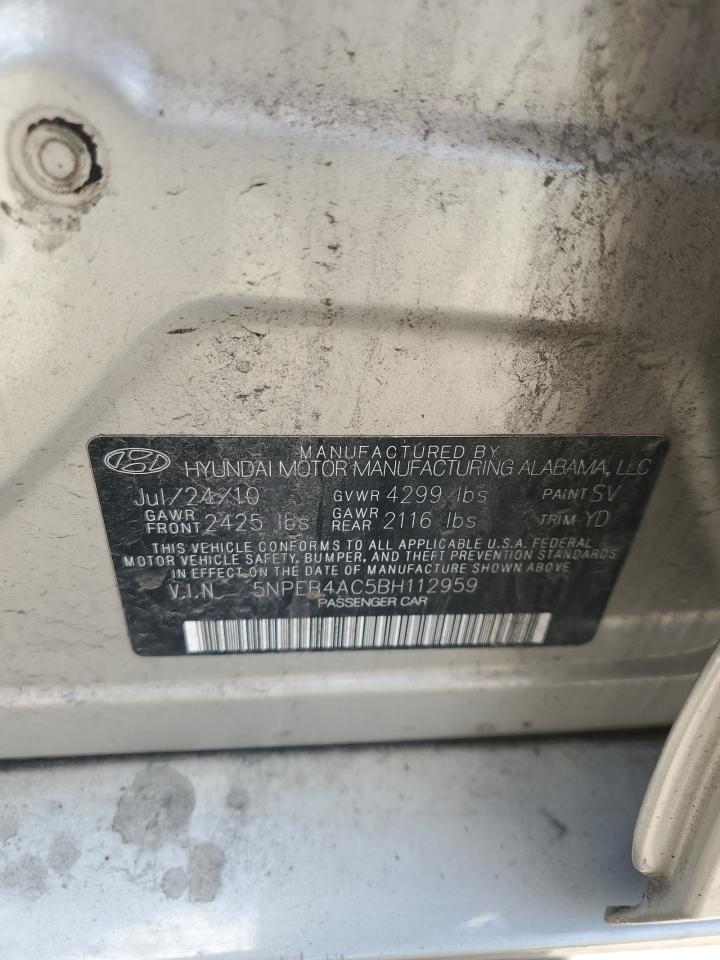 MANUFACTURED BY
HYUNDAI MOTOR MANUFACTURING ALABAMA, LLC
Jul/24/10 GVWR 4299 lbs PAINT SV
GAWR FRONT 2425 lbs GAWR REAR 2116 lbs TRIM YD
THIS VEHICLE CONFORMS TO ALL APPLICABLE U.S.A. FEDERAL
MOTOR VEHICLE SAFETY, BUMPER, AND THEFT PREVENTION STANDARDS
IN EFFECT ON THE DATE OF MANUFACTURE SHOWN ABOVE
V.I.N 5NPEB4AC5BH112959
PASSENGER CAR